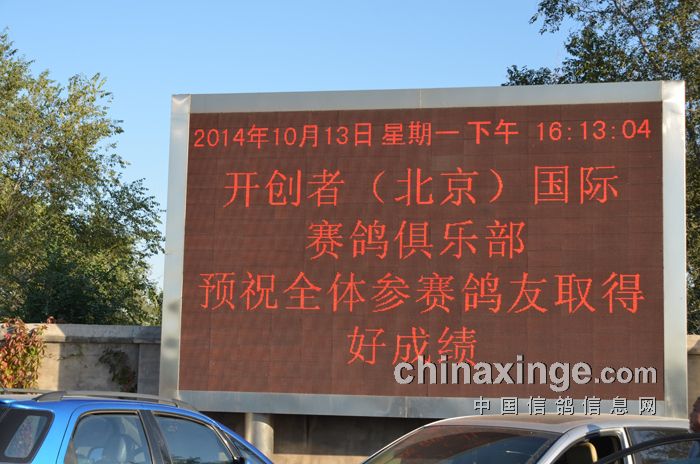 2014年10月13日 星期一 下午 16:13:04
开创者（北京）国际
赛鸽俱乐部
预祝全体参赛鸽友取得
好成绩
chinaxinge.com
中国信鸽信息网